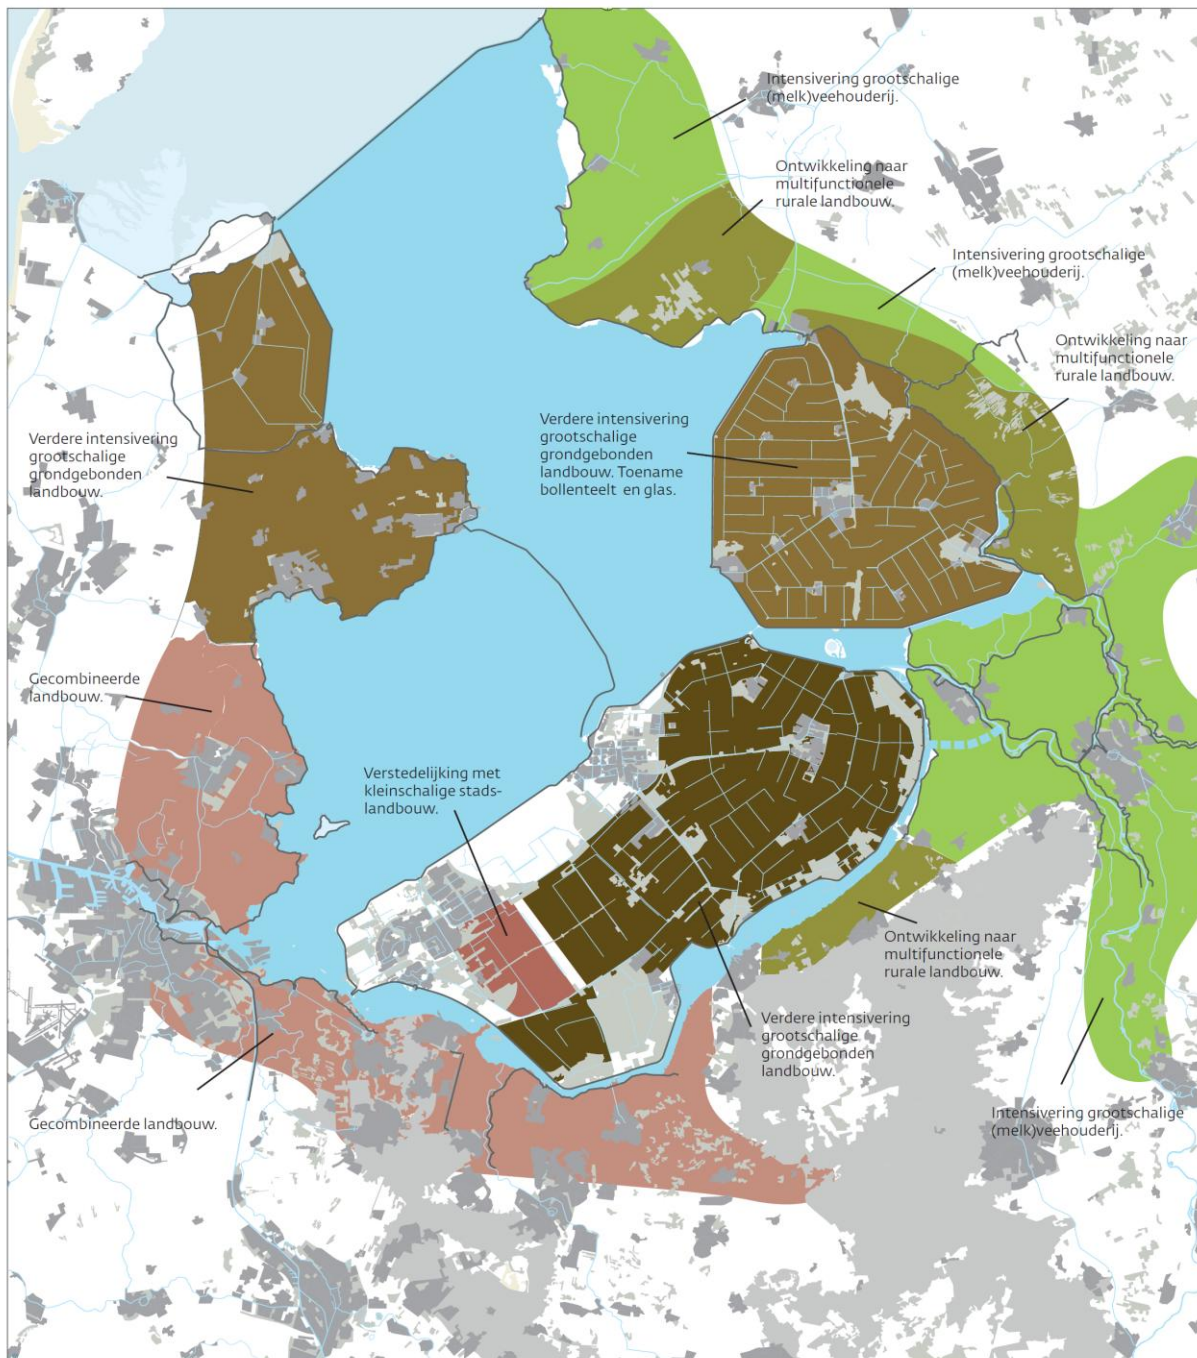 Intensivering grootschalige
(melk)veehouderij.
Ontwikkeling naar
multifunctionele
rurale landbouw.
Intensivering grootschalige
(melk)veehouderij.
Ontwikkeling naar
multifunctionele
rurale landbouw.
Verdere intensivering
grootschalige
grondgebonden
landbouw. Toename
bollenteelt en glas.
Verdere intensivering
grootschalige
grondgebonden
landbouw.
Gecombineerde
landbouw.
Verstedelijking met
kleinschalige stads-
landbouw.
Ontwikkeling naar
multifunctionele
rurale landbouw.
Verdere intensivering
grootschalige
grondgebonden
landbouw.
Intensivering grootschalige
(melk)veehouderij.
Gecombineerde landbouw.